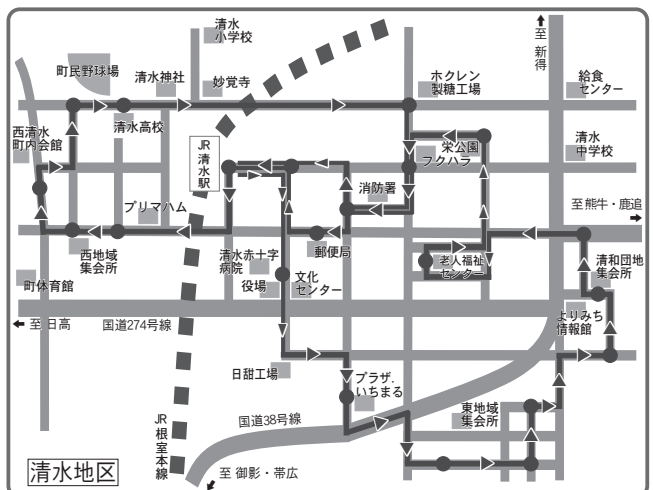 清水
小学校
至 新得
町民野球場
清水神社
妙覚寺
ホクレン
製糖工場
給食
センター
清水高校
西清水
町内会館
JR
清水駅
栄公園
フクハラ
清水
中学校
消防署
プリマハム
至 熊牛・鹿追
西地域
集会所
清水赤十字
病院
郵便局
老人福祉
センター
清和団地
集会所
町体育館
役場
文化
センター
よりみち
情報館
至 日高
国道274号線
日甜工場
プラザ.
いちまる
JR根室本線
国道38号線
東地域
集会所
清水地区
至 御影・帯広